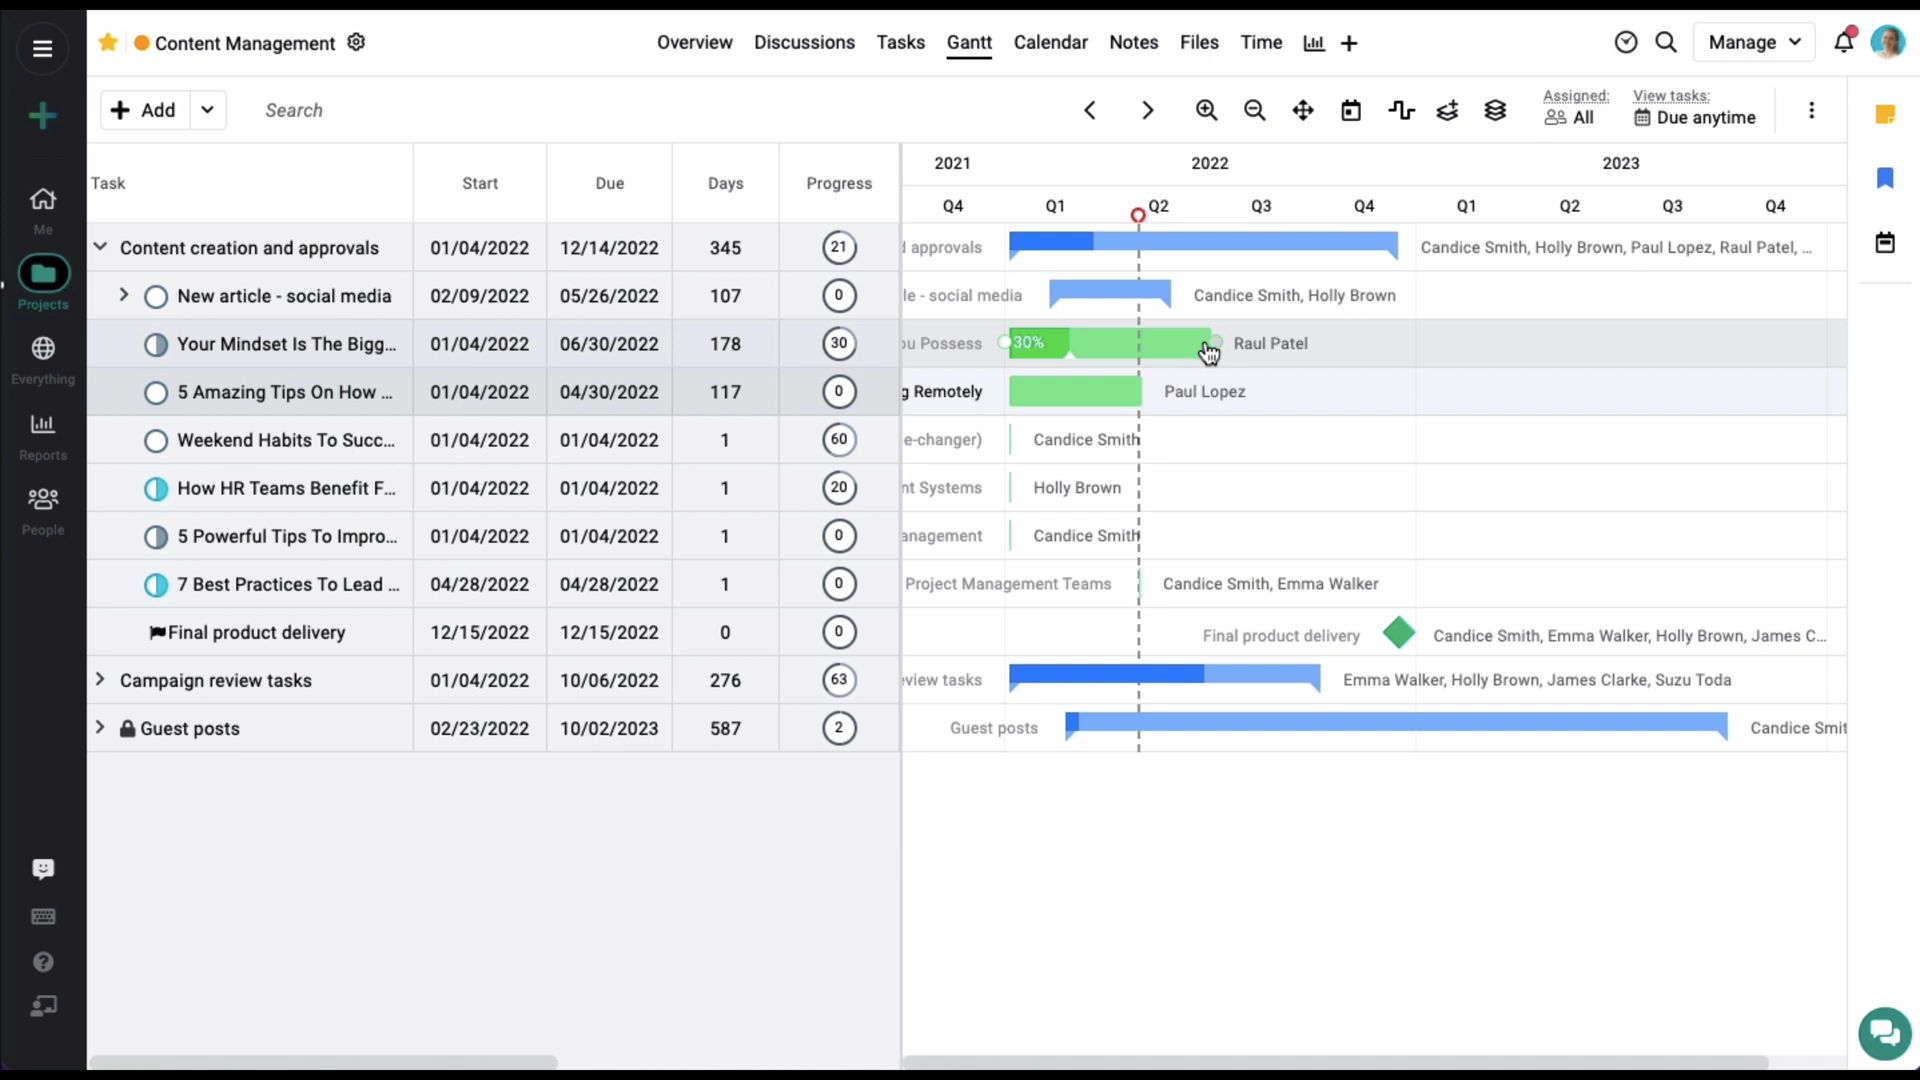 Content Management
Overview Discussions Tasks Gantt Calendar Notes Files Time
Manage
Add
Search
Assigned:
All
View tasks:
Due anytime
Me
Projects
Everything
Reports
People
Task Start Due Days Progress
2021 2022 2023
Q4 Q1 Q2 Q3 Q4 Q1 Q2 Q3 Q4
Content creation and approvals 01/04/2022 12/14/2022 345 21 d approvals Candice Smith, Holly Brown, Paul Lopez, Raul Patel, ...
New article - social media 02/09/2022 05/26/2022 107 0 le - social media Candice Smith, Holly Brown
Your Mindset Is The Bigg... 01/04/2022 06/30/2022 178 30 ou Possess 30% Raul Patel
5 Amazing Tips On How ... 01/04/2022 04/30/2022 117 0 g Remotely Paul Lopez
Weekend Habits To Succ... 01/04/2022 01/04/2022 1 60 e-changer) Candice Smith
How HR Teams Benefit F... 01/04/2022 01/04/2022 1 20 nt Systems Holly Brown
5 Powerful Tips To Impro... 01/04/2022 01/04/2022 1 0 anagement Candice Smith
7 Best Practices To Lead ... 04/28/2022 04/28/2022 1 0 Project Management Teams Candice Smith, Emma Walker
Final product delivery 12/15/2022 12/15/2022 0 0 Final product delivery Candice Smith, Emma Walker, Holly Brown, James C...
Campaign review tasks 01/04/2022 10/06/2022 276 63 eview tasks Emma Walker, Holly Brown, James Clarke, Suzu Toda
Guest posts 02/23/2022 10/02/2023 587 2 Guest posts Candice Smit